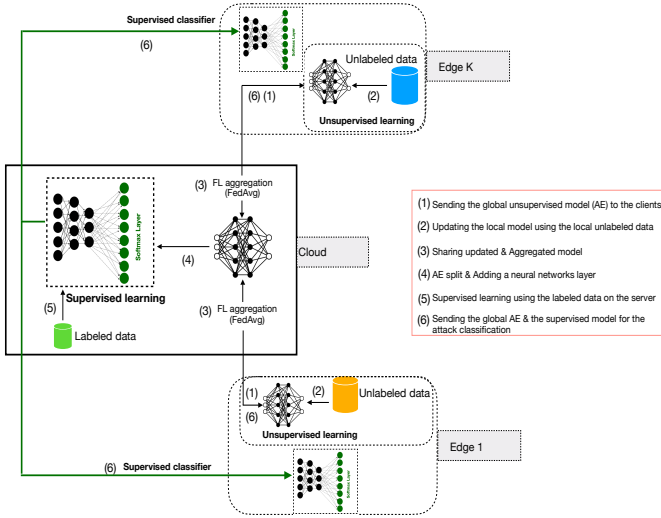 Supervised classifier
(6)
Softmax Layer
Unlabeled data
Edge K
(6) (1)
(2)
Unsupervised learning
(3) FL aggregation
(FedAvg)
Softmax Layer
(4)
Cloud
Supervised learning
(3) FL aggregation
(FedAvg)
(5)
Labeled data
(1) Sending the global unsupervised model (AE) to the clients
(2) Updating the local model using the local unlabeled data
(3) Sharing updated & Aggregated model
(4) AE split & Adding a neural networks layer
(5) Supervised learning using the labeled data on the server
(6) Sending the global AE & the supervised model for the
attack classification
(1)
(6)
(2)
Unlabeled data
Unsupervised learning
Edge 1
(6) Supervised classifier
Softmax Layer